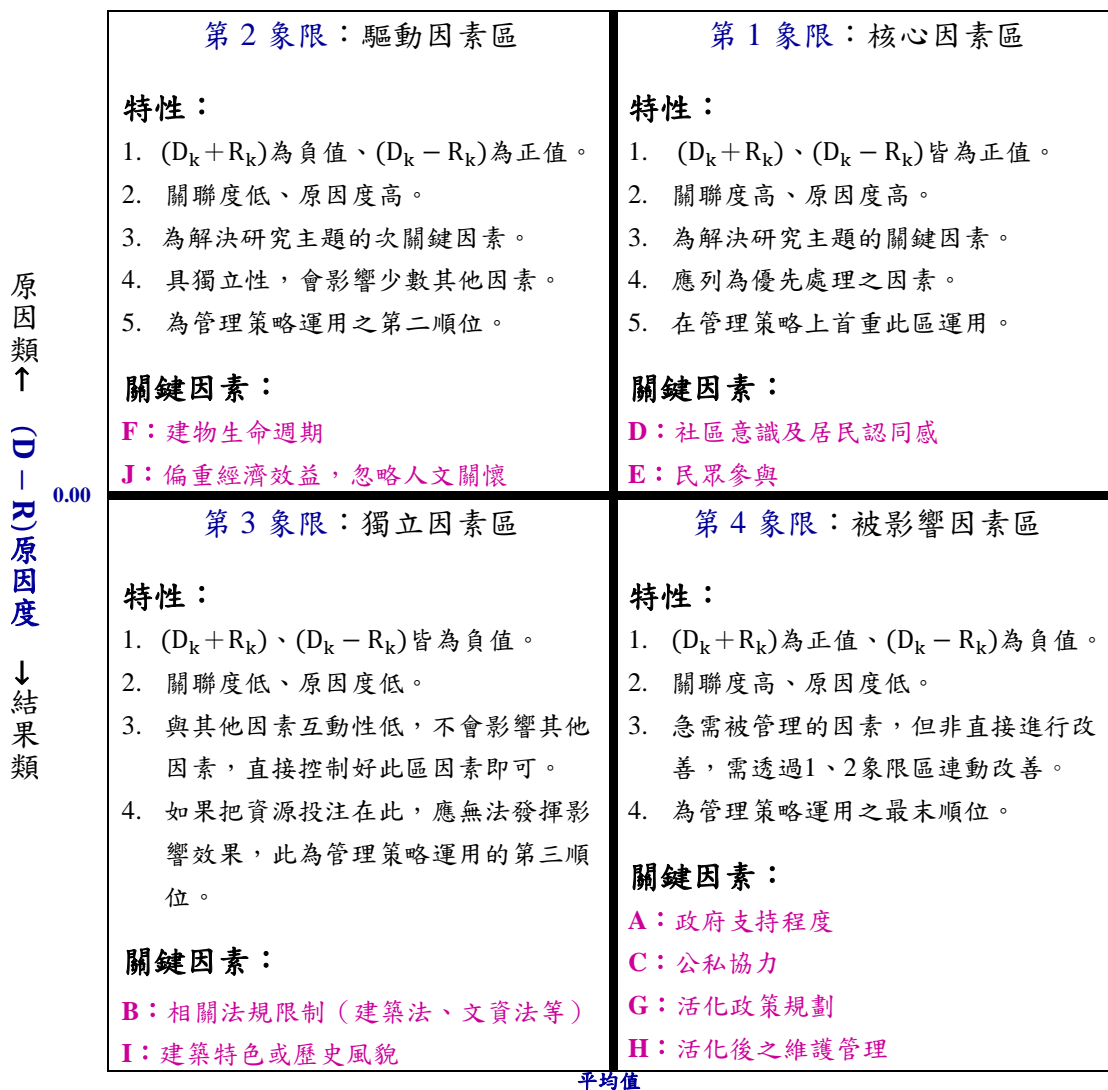 第 2 象限：驅動因素區
特性：
1. (Dₖ＋Rₖ)為負值、(Dₖ－Rₖ)為正值。
2. 關聯度低、原因度高。
3. 為解決研究主題的次關鍵因素。
4. 具獨立性，會影響少數其他因素。
5. 為管理策略運用之第二順位。
關鍵因素：
F：建物生命週期
J：偏重經濟效益，忽略人文關懷
第 1 象限：核心因素區
特性：
1. (Dₖ＋Rₖ)、(Dₖ－Rₖ)皆為正值。
2. 關聯度高、原因度高。
3. 為解決研究主題的關鍵因素。
4. 應列為優先處理之因素。
5. 在管理策略上首重此區運用。
關鍵因素：
D：社區意識及居民認同感
E：民眾參與
原因類↑ (D－R)原因度 ↓結果類
0.00
第 3 象限：獨立因素區
特性：
1. (Dₖ＋Rₖ)、(Dₖ－Rₖ)皆為負值。
2. 關聯度低、原因度低。
3. 與其他因素互動性低，不會影響其他
因素，直接控制好此區因素即可。
4. 如果把資源投注在此，應無法發揮影
響效果，此為管理策略運用的第三順
位。
關鍵因素：
B：相關法規限制（建築法、文資法等）
I：建築特色或歷史風貌
第 4 象限：被影響因素區
特性：
1. (Dₖ＋Rₖ)為正值、(Dₖ－Rₖ)為負值。
2. 關聯度高、原因度低。
3. 急需被管理的因素，但非直接進行改
善，需透過1、2象限區連動改善。
4. 為管理策略運用之最末順位。
關鍵因素：
A：政府支持程度
C：公私協力
G：活化政策規劃
H：活化後之維護管理
平均值